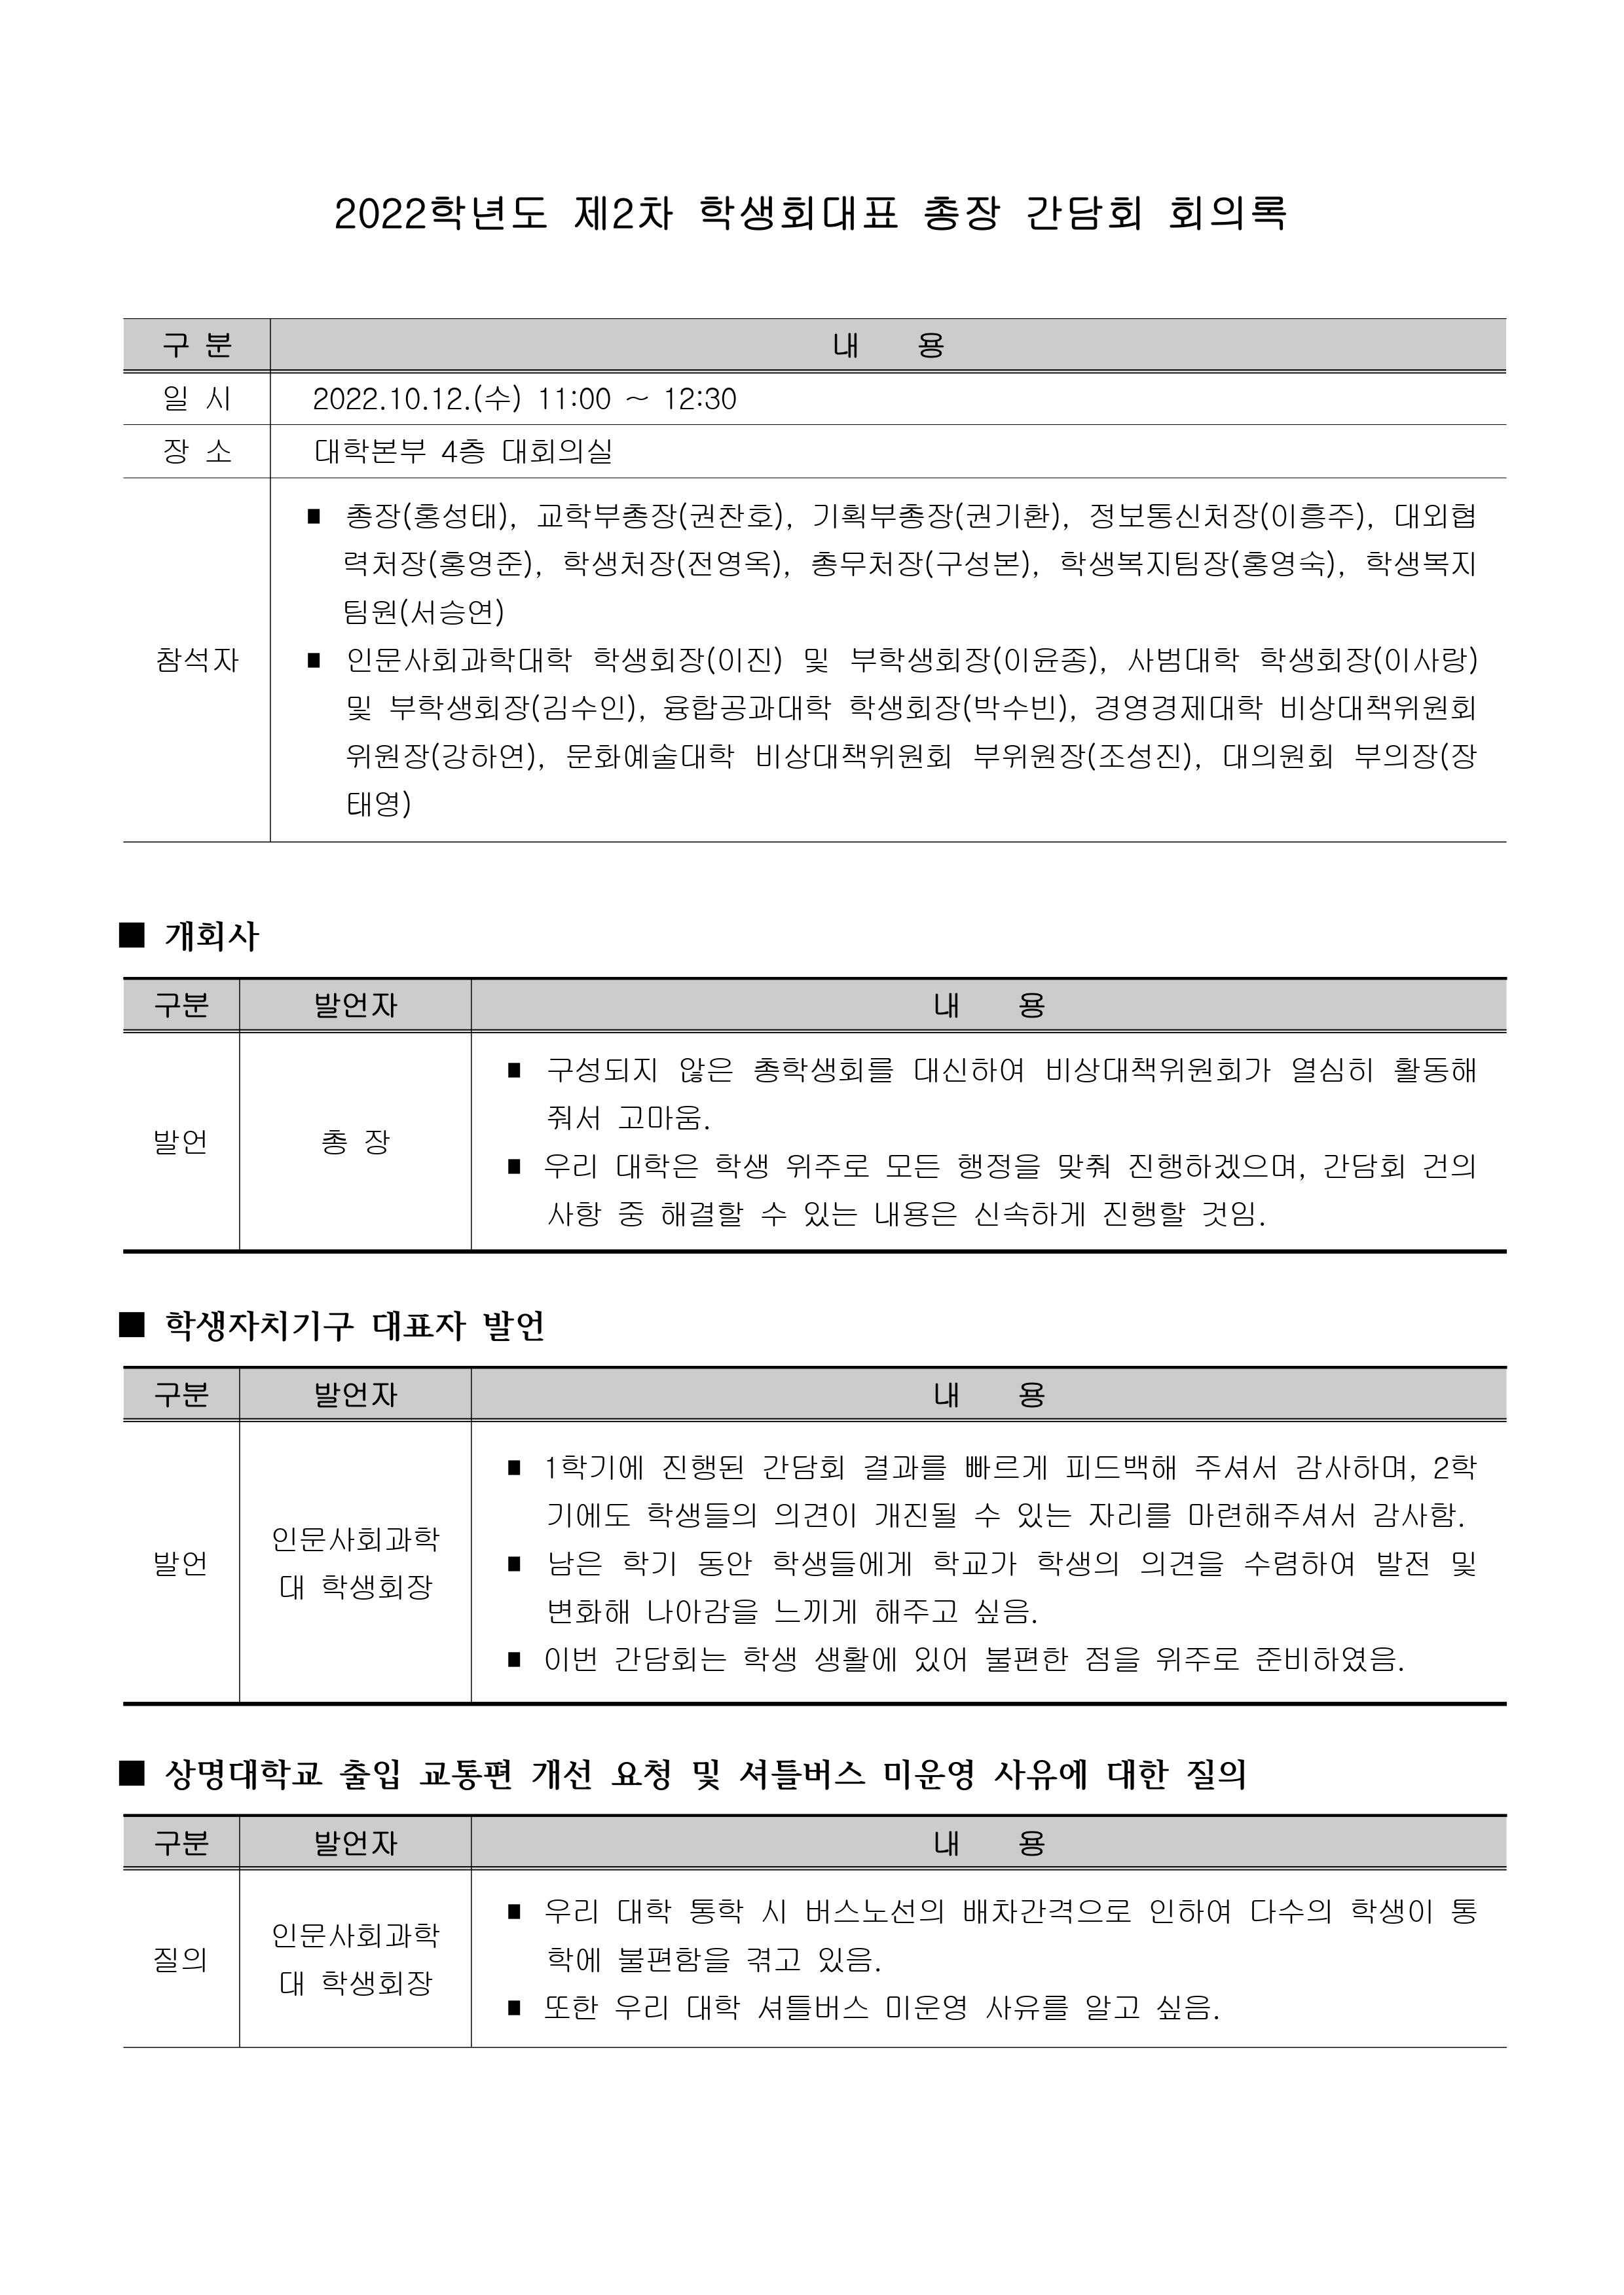 2022학년도 제2차 학생회대표 총장 간담회 회의록
구 분 내 용
일 시 2022.10.12.(수) 11:00 ~ 12:30
장 소 대학본부 4층 대회의실
참석자
■ 총장(홍성태), 교학부총장(권찬호), 기획부총장(권기환), 정보통신처장(이흥주), 대외협
력처장(홍영준), 학생처장(전영옥), 총무처장(구성본), 학생복지팀장(홍영숙), 학생복지
팀원(서승연)
■ 인문사회과학대학 학생회장(이진) 및 부학생회장(이윤종), 사범대학 학생회장(이사랑)
및 부학생회장(김수인), 융합공과대학 학생회장(박수빈), 경영경제대학 비상대책위원회
위원장(강하연), 문화예술대학 비상대책위원회 부위원장(조성진), 대의원회 부의장(장
태영)
■ 개회사
구분 발언자 내 용
발언 총 장
■ 구성되지 않은 총학생회를 대신하여 비상대책위원회가 열심히 활동해
줘서 고마움.
■ 우리 대학은 학생 위주로 모든 행정을 맞춰 진행하겠으며, 간담회 건의
사항 중 해결할 수 있는 내용은 신속하게 진행할 것임.
■ 학생자치기구 대표자 발언
구분 발언자 내 용
발언
인문사회과학
대 학생회장
■ 1학기에 진행된 간담회 결과를 빠르게 피드백해 주셔서 감사하며, 2학
기에도 학생들의 의견이 개진될 수 있는 자리를 마련해주셔서 감사함.
■ 남은 학기 동안 학생들에게 학교가 학생의 의견을 수렴하여 발전 및
변화해 나아감을 느끼게 해주고 싶음.
■ 이번 간담회는 학생 생활에 있어 불편한 점을 위주로 준비하였음.
■ 상명대학교 출입 교통편 개선 요청 및 셔틀버스 미운영 사유에 대한 질의
구분 발언자 내 용
질의
인문사회과학
대 학생회장
■ 우리 대학 통학 시 버스노선의 배차간격으로 인하여 다수의 학생이 통
학에 불편함을 겪고 있음.
■ 또한 우리 대학 셔틀버스 미운영 사유를 알고 싶음.